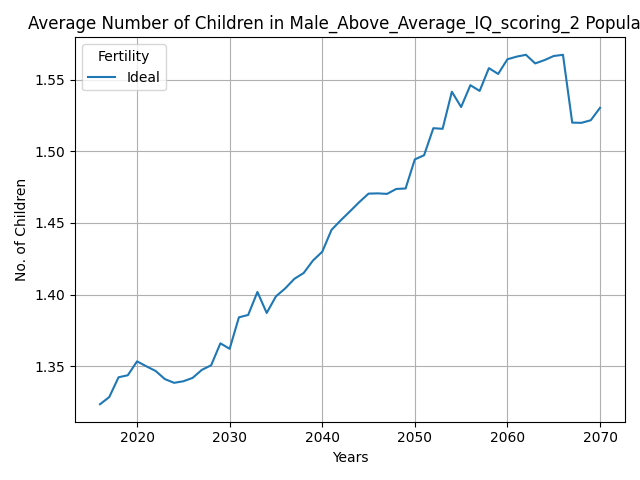 Average Number of Children in Male_Above_Average_IQ_scoring_2 Popula
Fertility
Ideal
No. of Children
1.55
1.50
1.45
1.40
1.35
2020 2030 2040 2050 2060 2070
Years